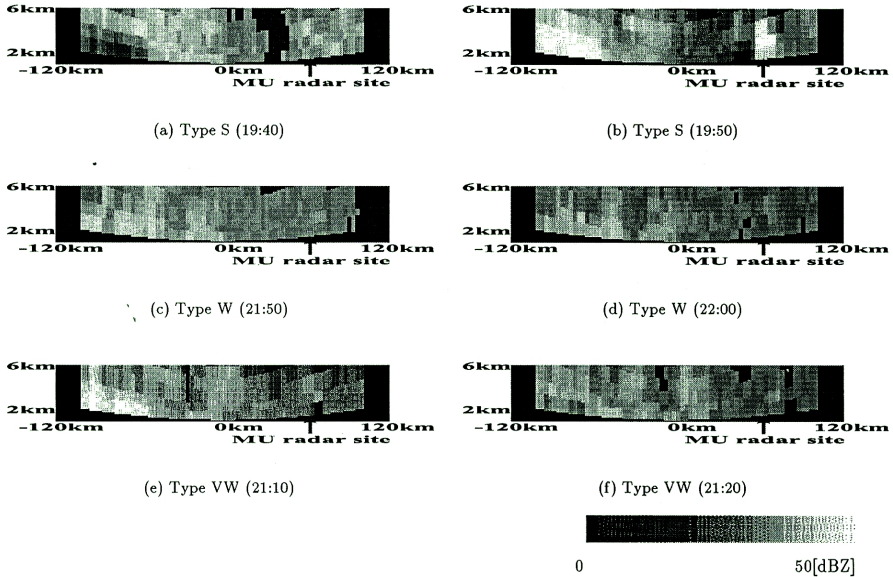 6km
2km
-120km 0km 120km
MU radar site
(a) Type S (19:40)
6km
2km
-120km 0km 120km
MU radar site
(b) Type S (19:50)
6km
2km
-120km 0km 120km
MU radar site
(c) Type W (21:50)
6km
2km
-120km 0km 120km
MU radar site
(d) Type W (22:00)
6km
2km
-120km 0km 120km
MU radar site
(e) Type VW (21:10)
6km
2km
-120km 0km 120km
MU radar site
(f) Type VW (21:20)
0 50[dBZ]